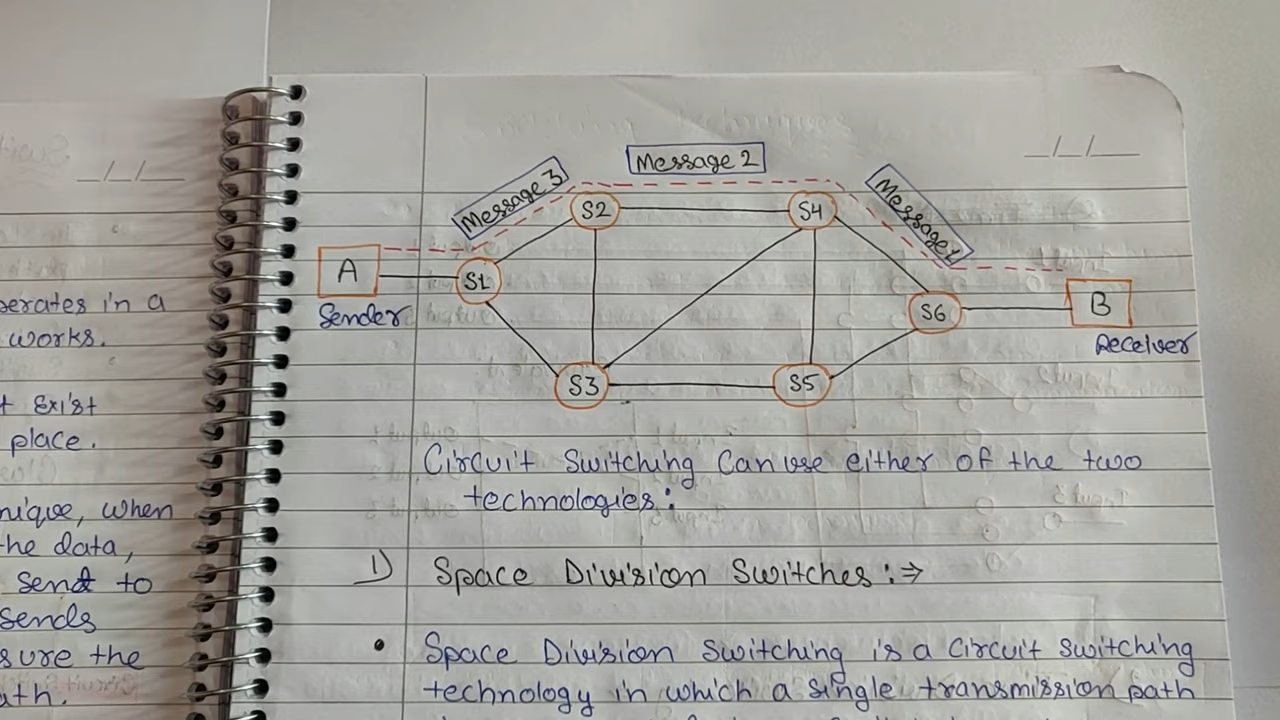 erates in a
works.
Exist
place.
nique, when
the data,
send to
sends
sure the
ath.
Message 3
Message 2
Message 1
S2
S4
A
S1
Sender
S6
B
Receiver
S3
S5
Circuit Switching Can use either of the two
technologies:
1) Space Division Switches :⇒
• Space Division Switching is a Circuit Switching
technology in which a single transmission path